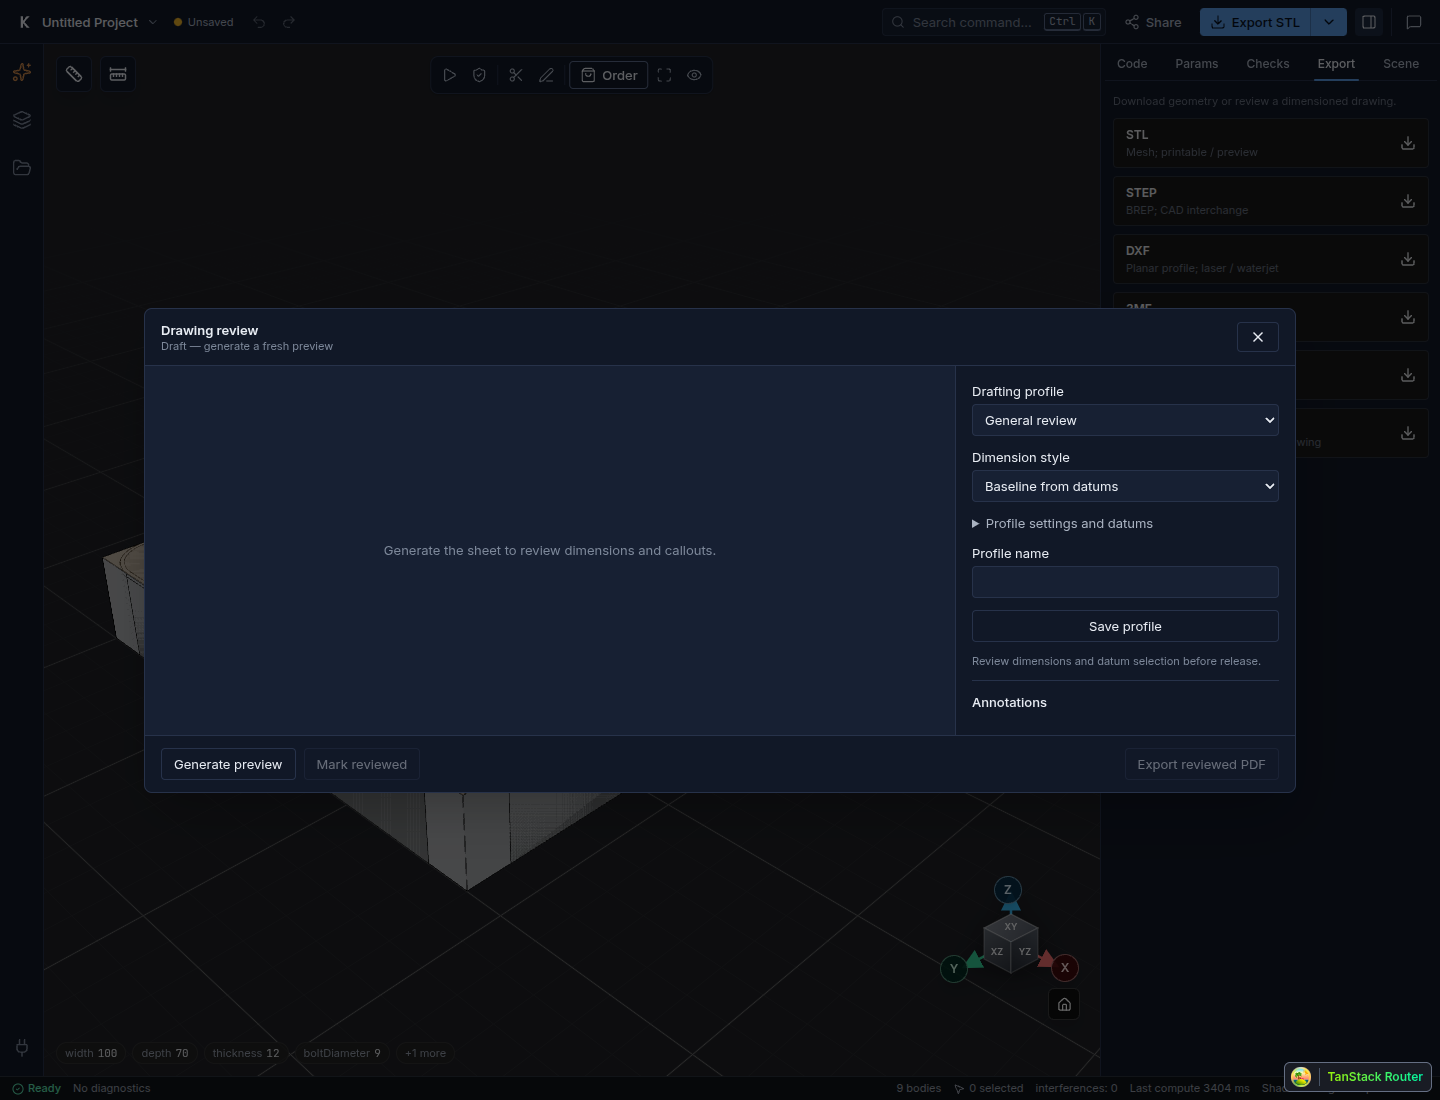 K Untitled Project Unsaved Search command... Ctrl K Share Export STL
Order
Code Params Checks Export Scene
Download geometry or review a dimensioned drawing.
STL
Mesh; printable / preview
STEP
BREP; CAD interchange
DXF
Planar profile; laser / waterjet
Drawing review
Draft — generate a fresh preview
Generate the sheet to review dimensions and callouts.
Drafting profile
General review
Dimension style
Baseline from datums
Profile settings and datums
Profile name
Save profile
Review dimensions and datum selection before release.
Annotations
Generate preview Mark reviewed Export reviewed PDF
Z
XY
XZ YZ
Y X
width 100 depth 70 thickness 12 boltDiameter 9 +1 more
Ready No diagnostics 9 bodies 0 selected interferences: 0 Last compute 3404 ms
TanStack Router